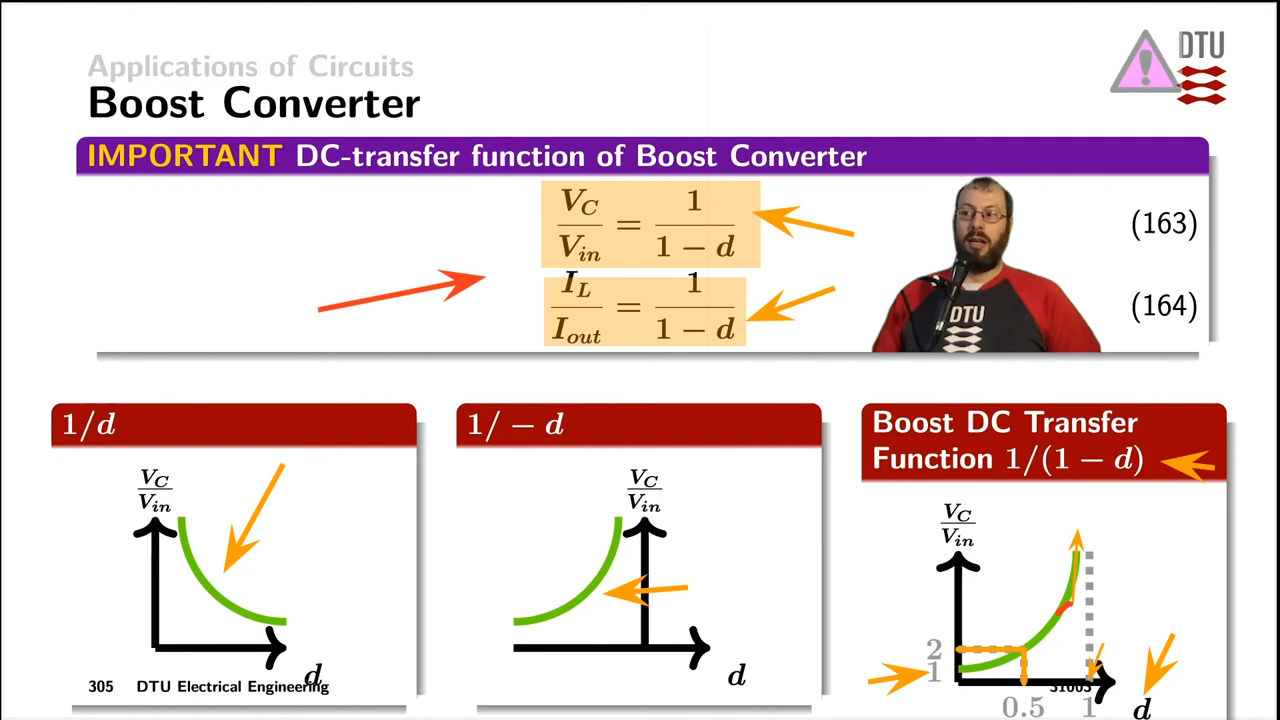 Applications of Circuits
DTU
Boost Converter
IMPORTANT DC-transfer function of Boost Converter
V_C / V_in = 1 / (1 − d) (163)
I_L / I_out = 1 / (1 − d) (164)
DTU
1/d
V_C / V_in
d
1/ − d
V_C / V_in
d
Boost DC Transfer
Function 1/(1 − d)
V_C / V_in
2
1
0.5
1
d
305 DTU Electrical Engineering
31003